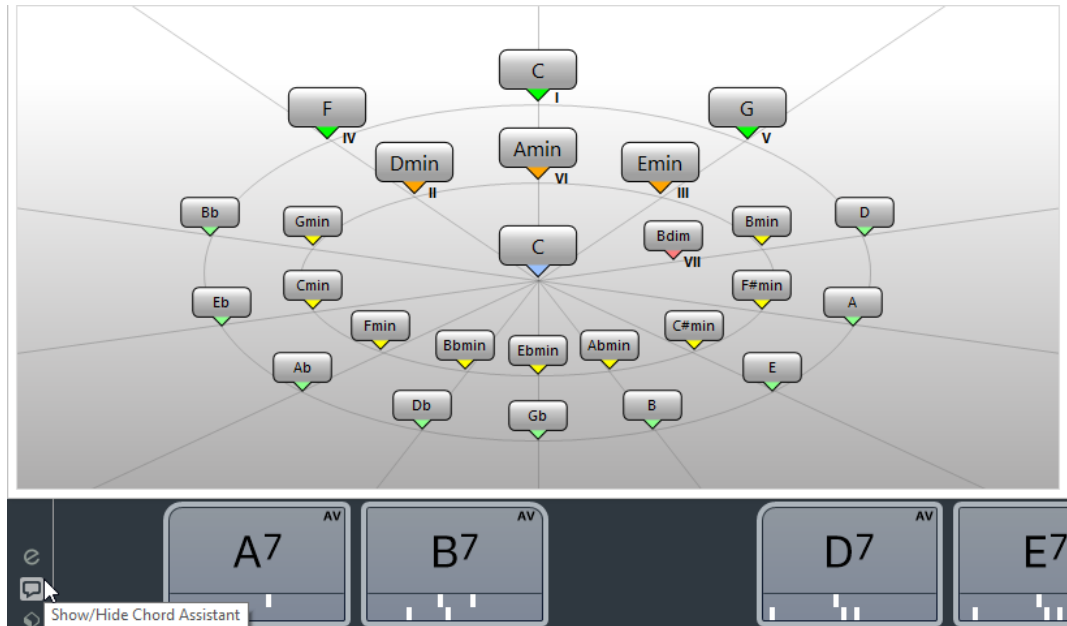 C
I
F
IV
G
V
Dmin
II
Amin
VI
Emin
III
Bb
Gmin
C
Bdim
VII
Bmin
D
Eb
Cmin
F#min
A
Fmin
Bbmin
Ebmin
Abmin
C#min
Ab
E
Db
Gb
B
AV
A7
AV
B7
AV
D7
E7
e
Show/Hide Chord Assistant